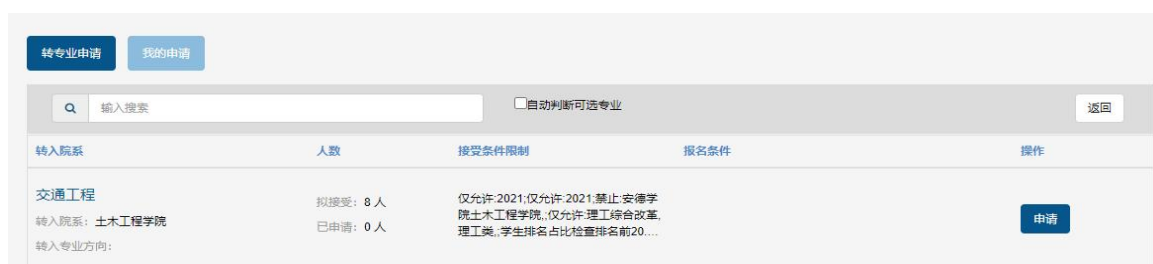 转专业申请 我的申请
输入搜索 自动判断可选专业 返回
转入院系 人数 接受条件限制 报名条件 操作
交通工程
转入院系: 土木工程学院
转入专业方向:
拟接受: 8 人
已申请: 0 人
仅允许:2021;仅允许:2021;禁止:安德学
院土木工程学院,;仅允许:理工综合改革,
理工类,;学生排名占比检查排名前20....
申请